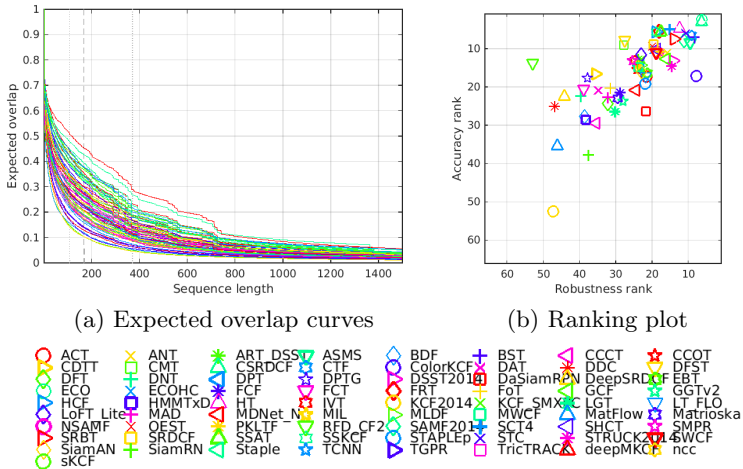 1
0.9
0.8
0.7
0.6
0.5
0.4
0.3
0.2
0.1
0
Expected overlap
200 400 600 800 1000 1200 1400
Sequence length
10
20
30
40
50
60
Accuracy rank
60 50 40 30 20 10
Robustness rank
(a) Expected overlap curves (b) Ranking plot
ACT ANT ART_DSST ASMS BDF BST CCCT CCOT
CDTT CMT CSRDCF CTF ColorKCF DAT DDC DFST
DFT DNT DPT DPTG DSST2014 DaSiamRPN DeepSRDCF EBT
ECO ECOHC FCF FCT FRT FoT GCF GGTv2
HCF HMMTxD HT IVT KCF2014 KCF_SMXPC LGT LT_FLO
LoFT_Lite MAD MDNet_N MIL MLDF MWCF MatFlow Matrioska
NSAMF OEST PKLTF RFD_CF2 SAMF2014 SCT4 SHCT SMPR
SRBT SRDCF SSAT SSKCF STAPLEp STC STRUCK2014 SWCF
SiamAN SiamRN Staple TCNN TGPR TricTRACK deepMKCF ncc
sKCF